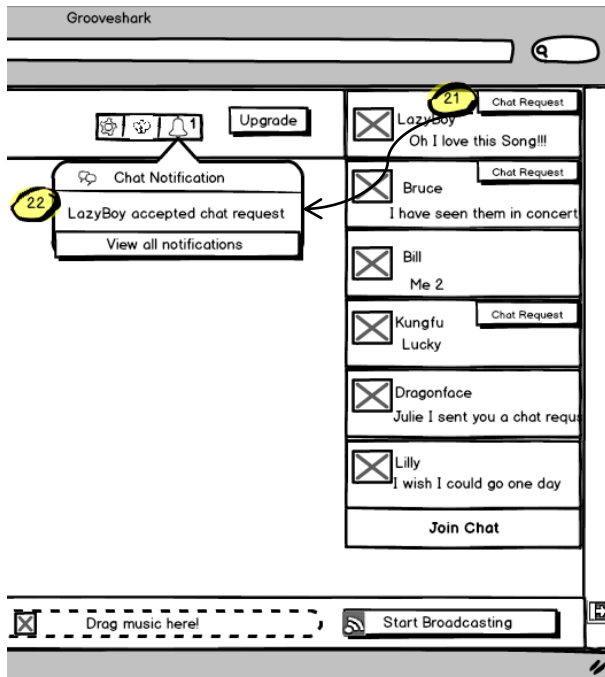 Grooveshark
1
Upgrade
Chat Notification
22
LazyBoy accepted chat request
View all notifications
21
Chat Request
LazyBoy
Oh I love this Song!!!
Chat Request
Bruce
I have seen them in concert
Bill
Me 2
Chat Request
Kungfu
Lucky
Dragonface
Julie I sent you a chat requs
Lilly
I wish I could go one day
Join Chat
Drag music here!
Start Broadcasting